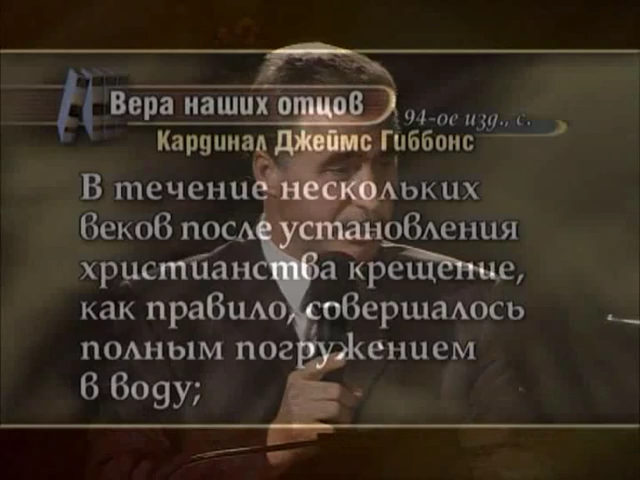 Вера наших отцов
94-ое изд., с.
Кардинал Джеймс Гиббонс
В течение нескольких
веков после установления
христианства крещение,
как правило, совершалось
полным погружением
в воду;